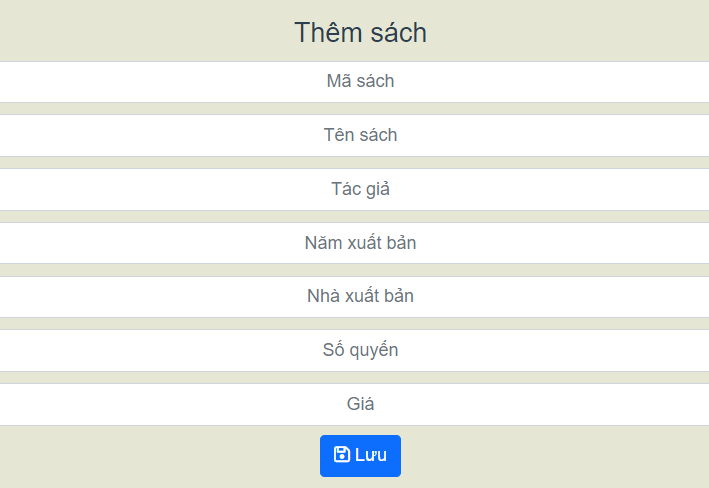 Thêm sách
Mã sách
Tên sách
Tác giả
Năm xuất bản
Nhà xuất bản
Số quyển
Giá
Lưu